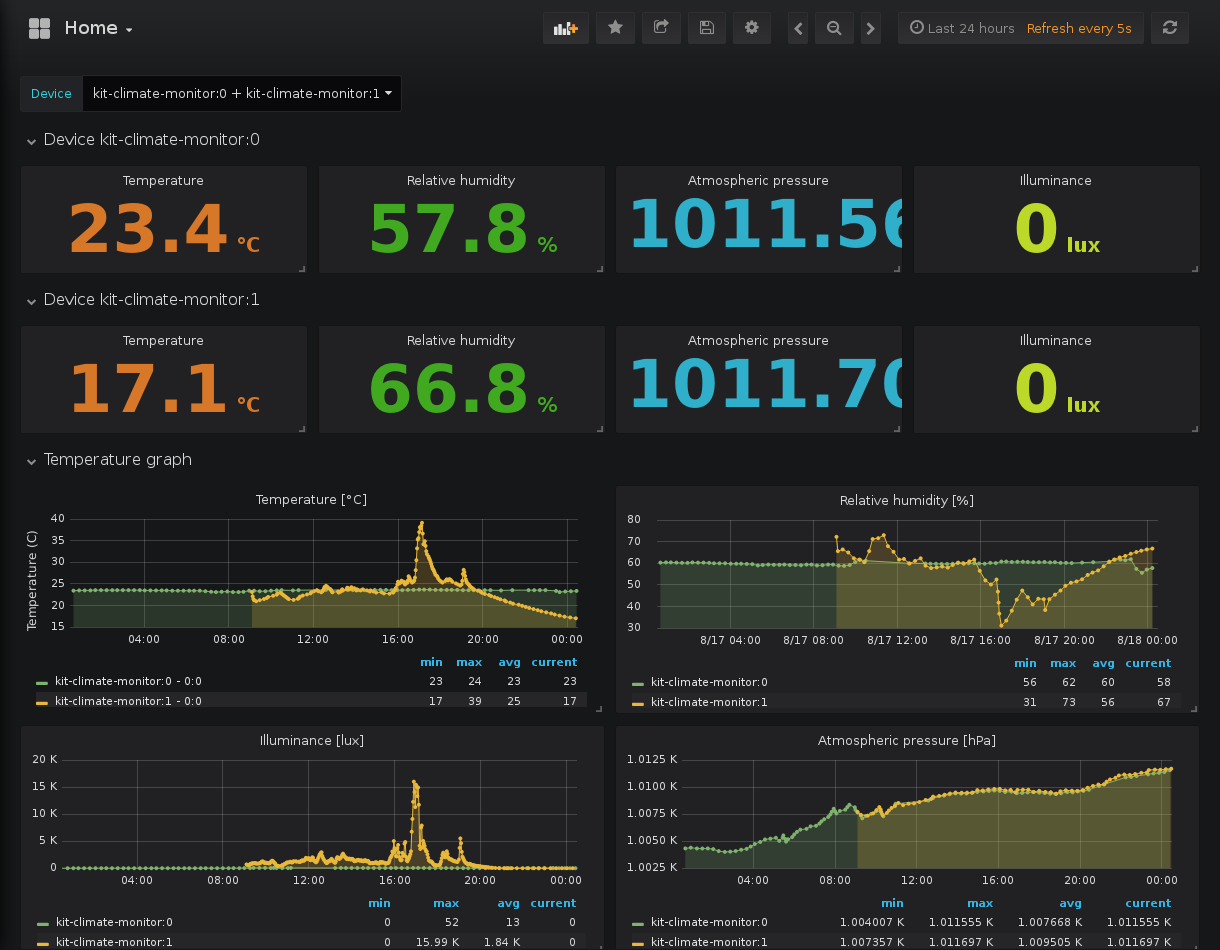 Home
Last 24 hours Refresh every 5s
Device kit-climate-monitor:0 + kit-climate-monitor:1
Device kit-climate-monitor:0
Temperature Relative humidity Atmospheric pressure Illuminance
23.4 °C 57.8 % 1011.56 0 lux
Device kit-climate-monitor:1
Temperature Relative humidity Atmospheric pressure Illuminance
17.1 °C 66.8 % 1011.70 0 lux
Temperature graph
Temperature [°C]
Temperature (C)
40
35
30
25
20
15
04:00 08:00 12:00 16:00 20:00 00:00
min max avg current
kit-climate-monitor:0 - 0:0 23 24 23 23
kit-climate-monitor:1 - 0:0 17 39 25 17
Relative humidity [%]
80
70
60
50
40
30
8/17 04:00 8/17 08:00 8/17 12:00 8/17 16:00 8/17 20:00 8/18 00:00
min max avg current
kit-climate-monitor:0 56 62 60 58
kit-climate-monitor:1 31 73 56 67
Illuminance [lux]
20 K
15 K
10 K
5 K
0
04:00 08:00 12:00 16:00 20:00 00:00
min max avg current
kit-climate-monitor:0 0 52 13 0
kit-climate-monitor:1 0 15.99 K 1.84 K 0
Atmospheric pressure [hPa]
1.0125 K
1.0100 K
1.0075 K
1.0050 K
1.0025 K
04:00 08:00 12:00 16:00 20:00 00:00
min max avg current
kit-climate-monitor:0 1.004007 K 1.011555 K 1.007668 K 1.011555 K
kit-climate-monitor:1 1.007357 K 1.011697 K 1.009505 K 1.011697 K